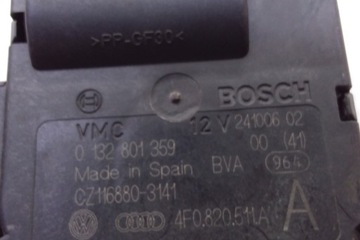 >PP-GF30<
BOSCH
VMC 12 V 241006 02
0 132 801 359 00 (41)
Made in Spain BVA 964
CZ116880-3141
4F0.820.511.A A